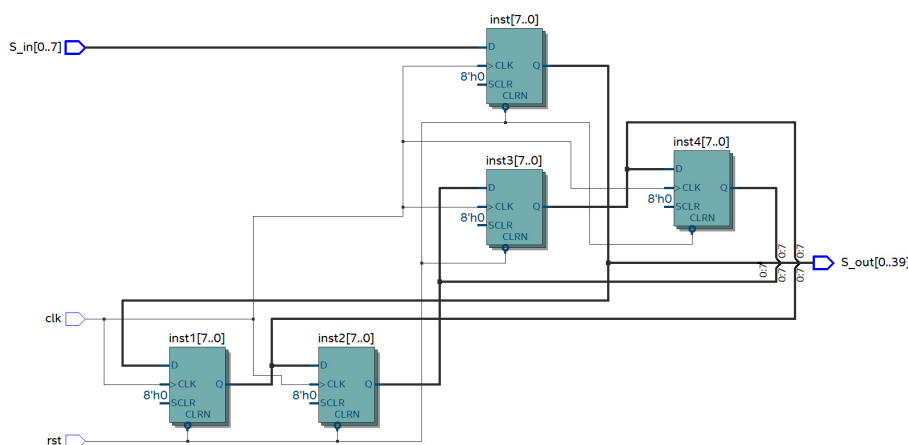 inst[7..0]
S_in[0..7]
D
CLK
Q
8'h0
SCLR
CLRN
inst4[7..0]
D
CLK
Q
8'h0
SCLR
CLRN
inst3[7..0]
D
CLK
Q
8'h0
SCLR
CLRN
0:7
0:7
0:7
0:7
0:7
S_out[0..39]
clk
inst1[7..0]
D
CLK
Q
8'h0
SCLR
CLRN
inst2[7..0]
D
CLK
Q
8'h0
SCLR
CLRN
rst